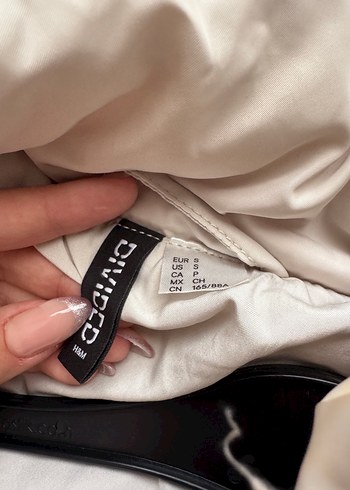 DIVIDED
H&M
EUR S
US S
CA P
MX CH
CN 165/88A